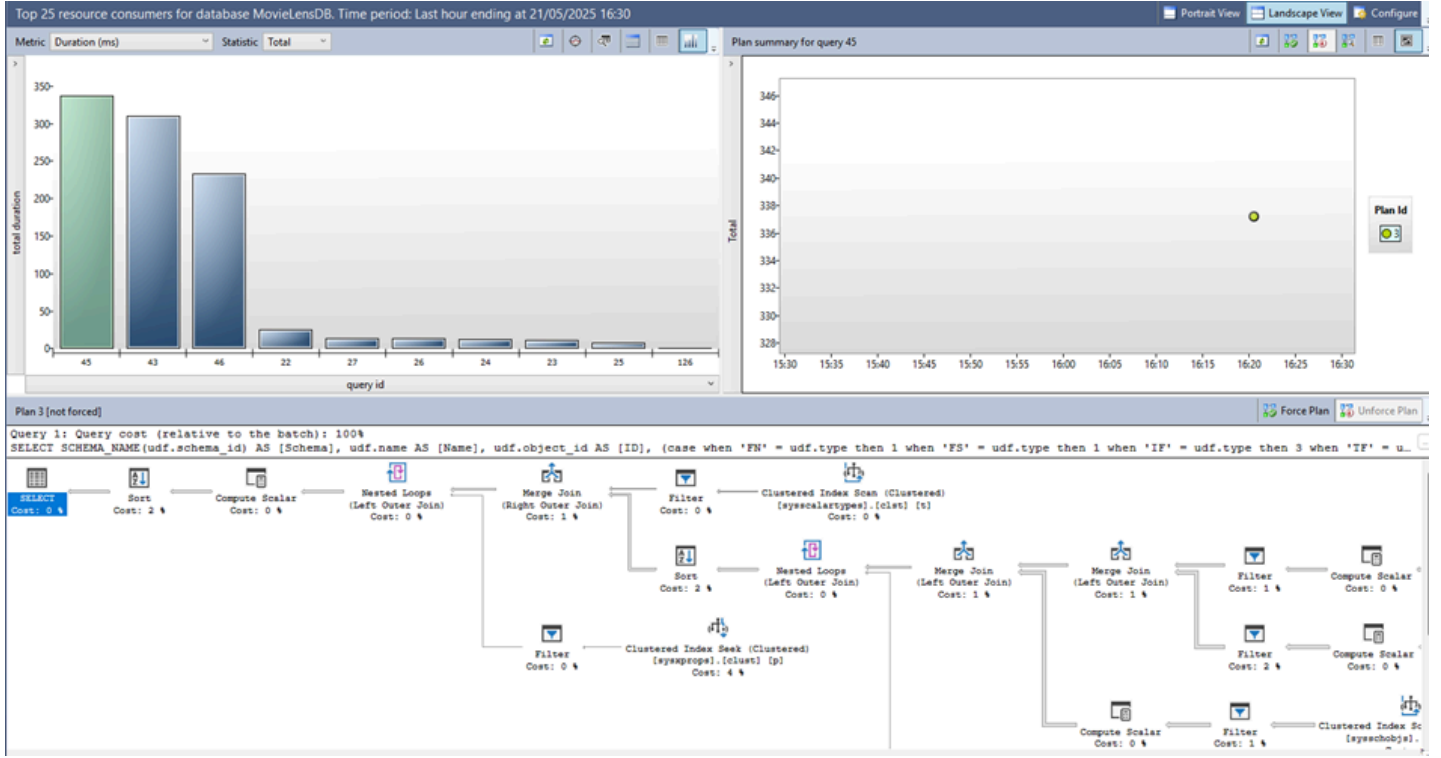 Top 25 resource consumers for database MovieLensDB. Time period: Last hour ending at 21/05/2025 16:30
Portrait View
Landscape View
Configure
Metric
Duration (ms)
Statistic
Total
350
300
250
200
150
100
50
0
total duration
45
43
46
22
27
26
24
23
25
126
query id
Plan summary for query 45
346
344
342
340
338
336
334
332
330
328
Total
15:30
15:35
15:40
15:45
15:50
15:55
16:00
16:05
16:10
16:15
16:20
16:25
16:30
Plan Id
3
Plan 3 [not forced]
Force Plan
Unforce Plan
Query 1: Query cost (relative to the batch): 100%
SELECT SCHEMA_NAME(udf.schema_id) AS [Schema], udf.name AS [Name], udf.object_id AS [ID], (case when 'FN' = udf.type then 1 when 'FS' = udf.type then 1 when 'IF' = udf.type then 3 when 'TF' = u...
SELECT
Cost: 0 %
Sort
Cost: 2 %
Compute Scalar
Cost: 0 %
Nested Loops
(Left Outer Join)
Cost: 0 %
Merge Join
(Right Outer Join)
Cost: 1 %
Filter
Cost: 0 %
Clustered Index Scan (Clustered)
[sysscalartypes].[clst] [t]
Cost: 0 %
Sort
Cost: 2 %
Nested Loops
(Left Outer Join)
Cost: 0 %
Merge Join
(Left Outer Join)
Cost: 1 %
Merge Join
(Left Outer Join)
Cost: 1 %
Filter
Cost: 1 %
Compute Scalar
Cost: 0 %
Filter
Cost: 0 %
Clustered Index Seek (Clustered)
[sysxprops].[clust] [p]
Cost: 4 %
Filter
Cost: 2 %
Compute Scalar
Cost: 0 %
Compute Scalar
Cost: 0 %
Filter
Cost: 1 %
Clustered Index Sc
[sysschobjs].